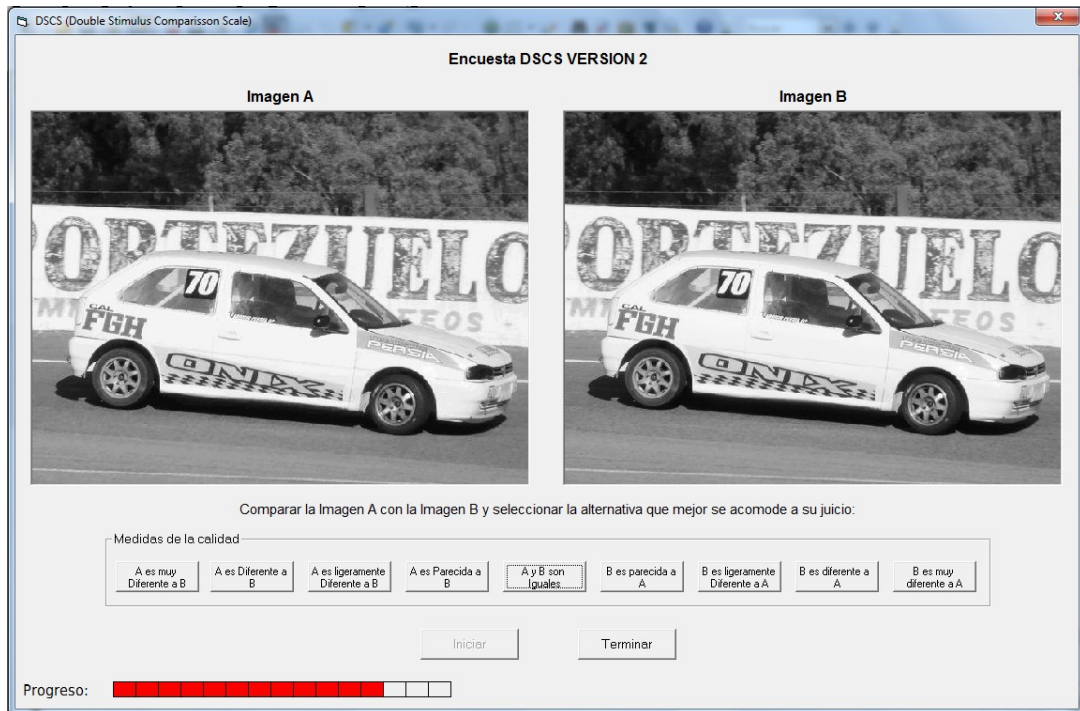 DSCS (Double Stimulus Comparisson Scale)
x
Encuesta DSCS VERSION 2
Imagen A
Imagen B
PORTEZUELO
70
CAL
FGH
PERSIA
ONIX
PORTEZUELO
70
CAL
FGH
PERSIA
ONIX
Comparar la Imagen A con la Imagen B y seleccionar la alternativa que mejor se acomode a su juicio:
Medidas de la calidad
A es muy
Diferente a B
A es Diferente a
B
A es ligeramente
Diferente a B
A es Parecida a
B
A y B son
Iguales
B es parecida a
A
B es ligeramente
Diferente a A
B es diferente a
A
B es muy
diferente a A
Iniciar
Terminar
Progreso: